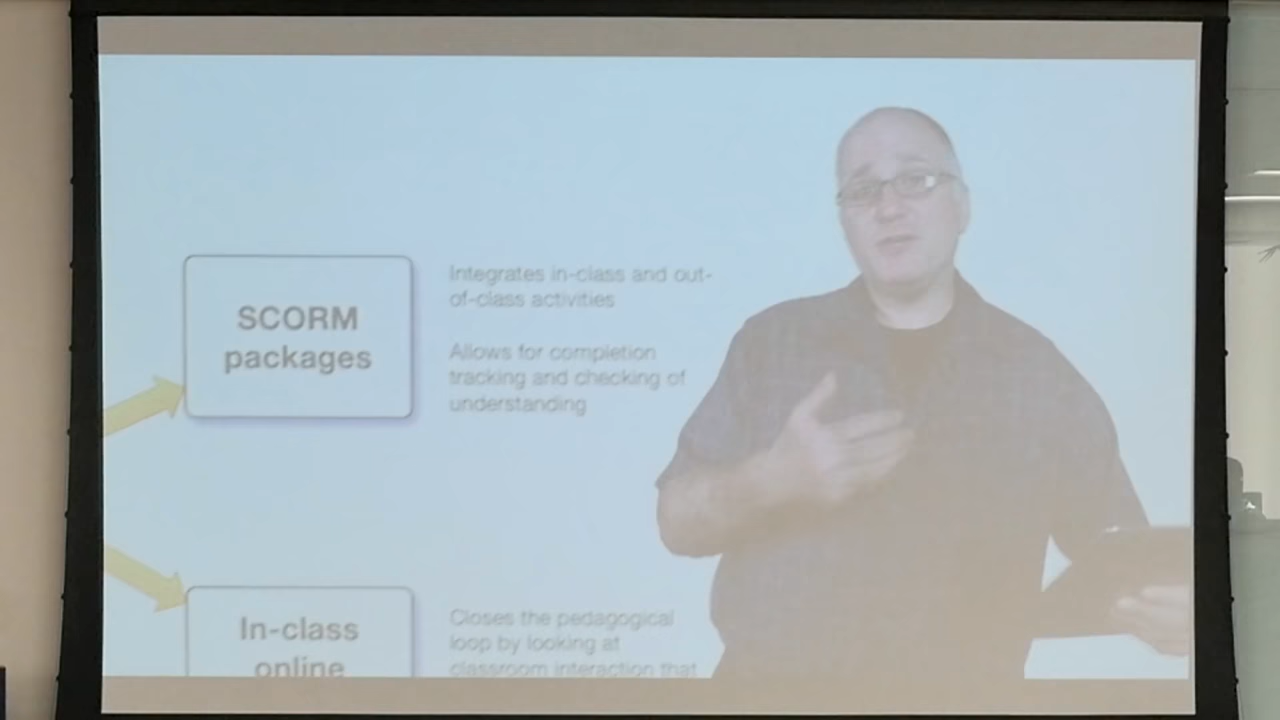 SCORM
packages
Integrates in-class and out-
of-class activities
Allows for completion
tracking and checking of
understanding
In-class
online
Closes the pedagogical
loop by looking at
classroom interaction that